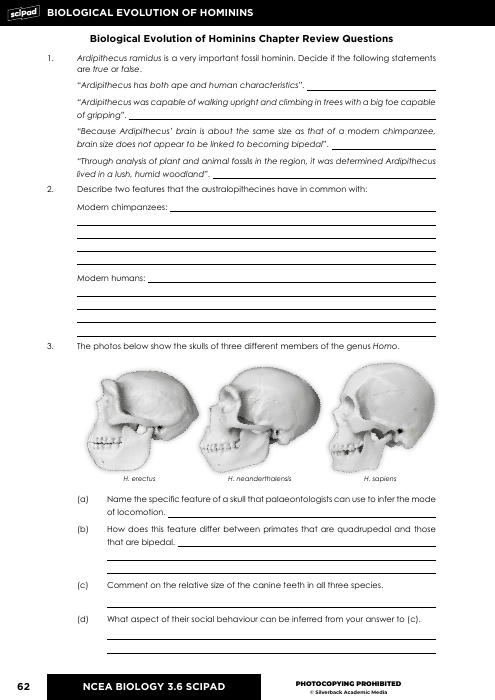 scipad BIOLOGICAL EVOLUTION OF HOMININS
Biological Evolution of Hominins Chapter Review Questions
1. Ardipithecus ramidus is a very important fossil hominin. Decide if the following statements
are true or false.
“Ardipithecus has both ape and human characteristics”.
“Ardipithecus was capable of walking upright and climbing in trees with a big toe capable
of gripping”.
“Because Ardipithecus’ brain is about the same size as that of a modern chimpanzee,
brain size does not appear to be linked to becoming bipedal”.
“Through analysis of plant and animal fossils in the region, it was determined Ardipithecus
lived in a lush, humid woodland”.
2. Describe two features that the australopithecines have in common with:
Modern chimpanzees:
Modern humans:
3. The photos below show the skulls of three different members of the genus Homo.
H. erectus H. neanderthalensis H. sapiens
(a) Name the specific feature of a skull that palaeontologists can use to infer the mode
of locomotion.
(b) How does this feature differ between primates that are quadrupedal and those
that are bipedal.
(c) Comment on the relative size of the canine teeth in all three species.
(d) What aspect of their social behaviour can be inferred from your answer to (c).
62 NCEA BIOLOGY 3.6 SCIPAD PHOTOCOPYING PROHIBITED
© Silverback Academic Media